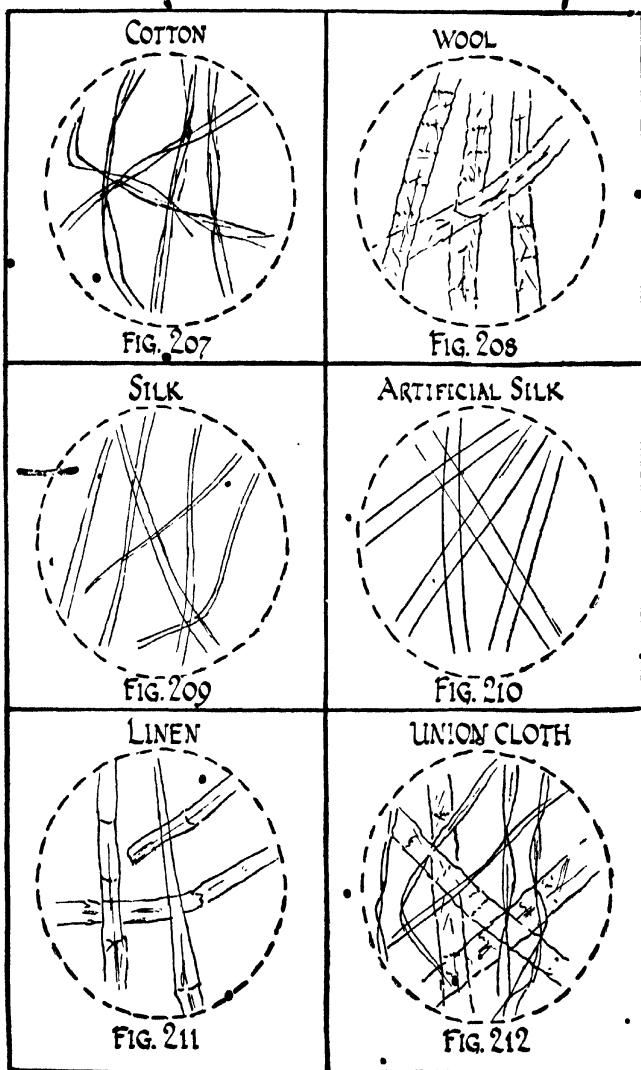 COTTON
WOOL
FIG. 207
FIG. 208
SILK
ARTIFICIAL SILK
FIG. 209
FIG. 210
LINEN
UNION CLOTH
FIG. 211
FIG. 212